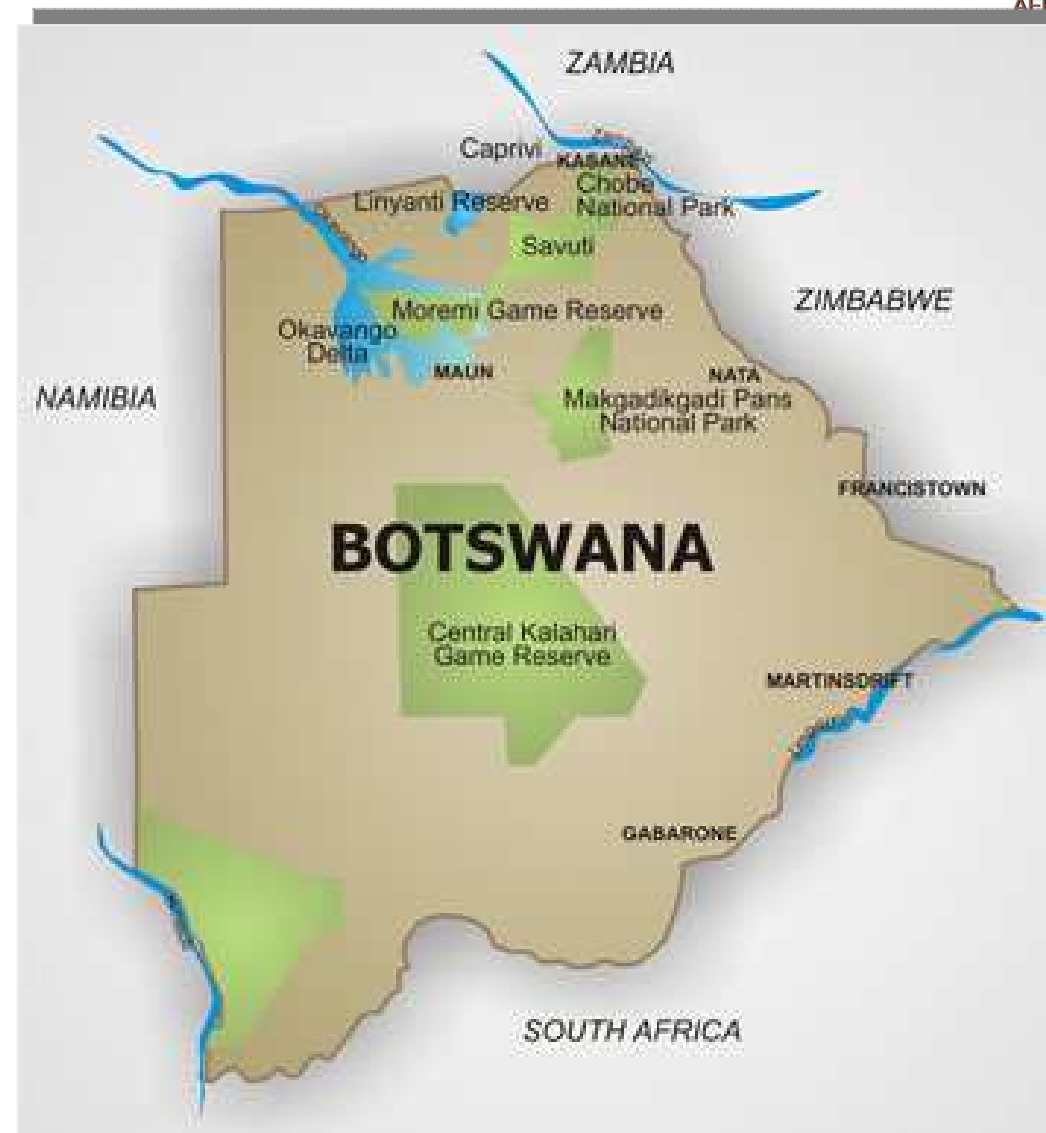 ZAMBIA
Caprivi
KASANE
Chobe
National Park
Linyanti Reserve
Savuti
ZIMBABWE
Moremi Game Reserve
Okavango
Delta
MAUN
NATA
NAMIBIA
Makgadikgadi Pans
National Park
FRANCISTOWN
BOTSWANA
Central Kalahari
Game Reserve
MARTINSDRIFT
GABARONE
SOUTH AFRICA